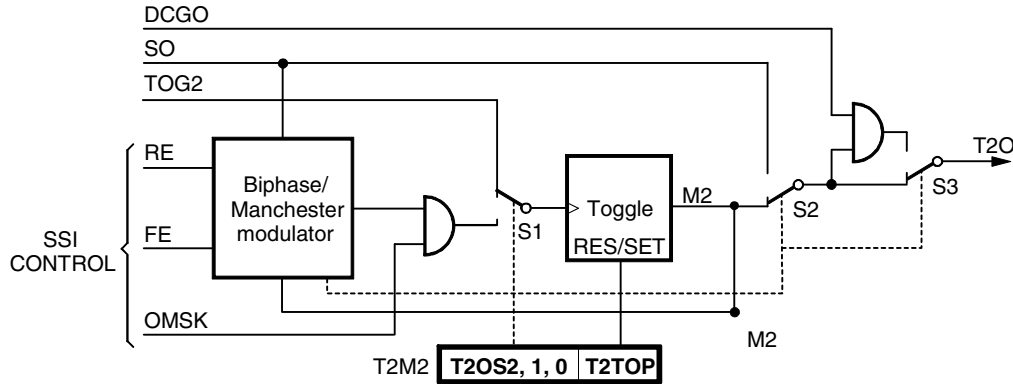 DCGO
SO
TOG2
RE
FE
SSI
CONTROL
OMSK
Biphase/
Manchester
modulator
S1
Toggle
RES/SET
M2
S2
S3
T2O
M2
T2M2
T2OS2, 1, 0
T2TOP